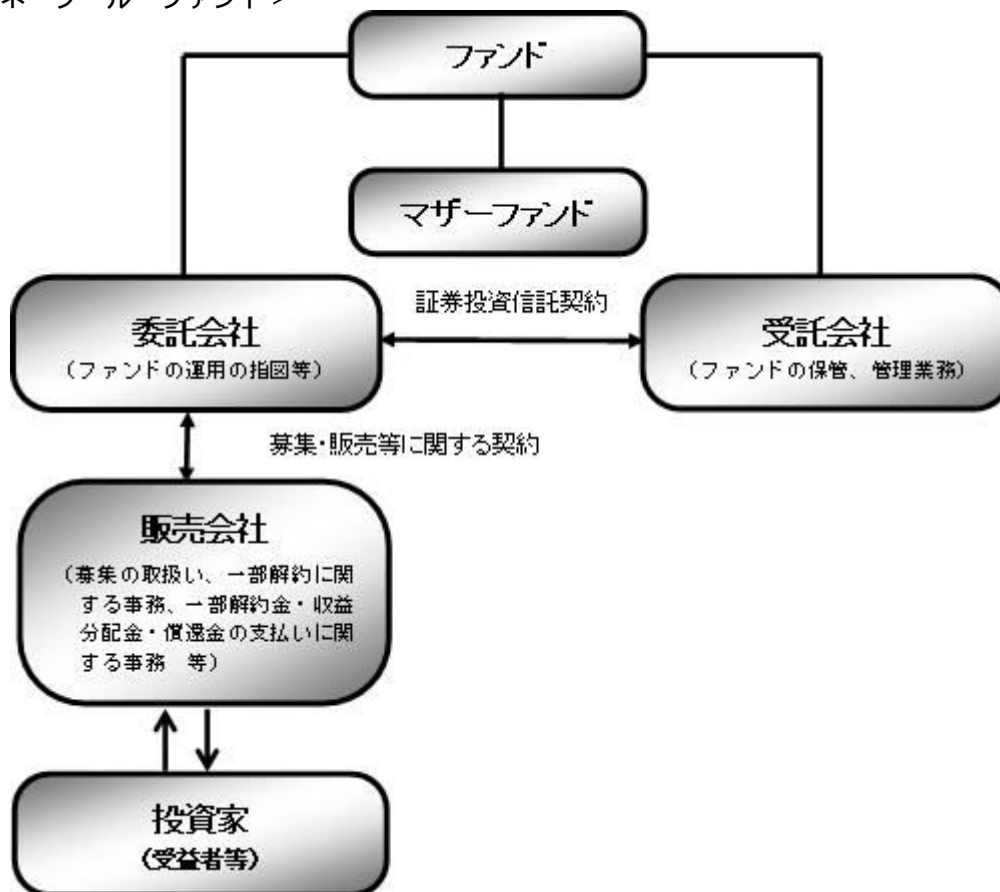 ファンド
マザーファンド
証券投資信託契約
委託会社
(ファンドの運用の指図等)
受託会社
(ファンドの保管、管理業務)
募集・販売等に関する契約
販売会社
(募集の取扱い、一部解約に関
する事務、一部解約金・収益
分配金・償還金の支払いに関
する事務 等)
投資家
(受益者等)